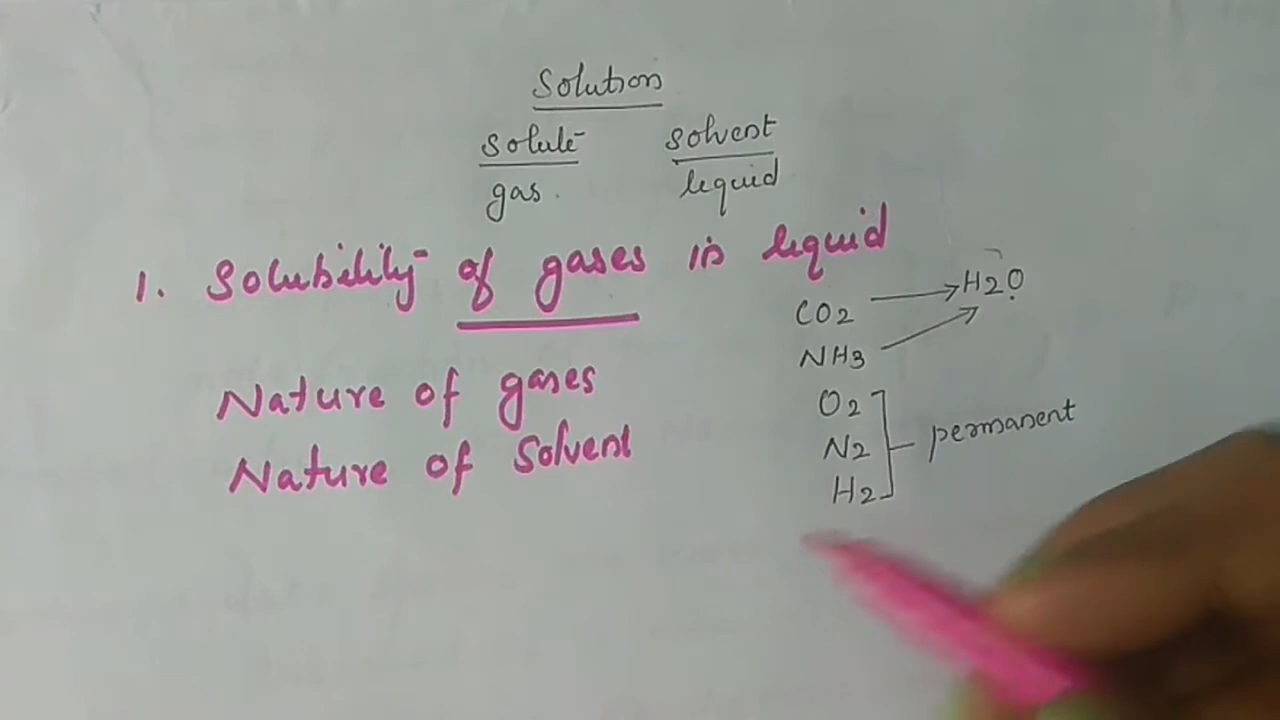 Solution
Solute solvent
gas liquid
1. Solubility of gases in liquid
CO2 → H2O
NH3
Nature of gases
Nature of Solvent
O2
N2 permanent
H2